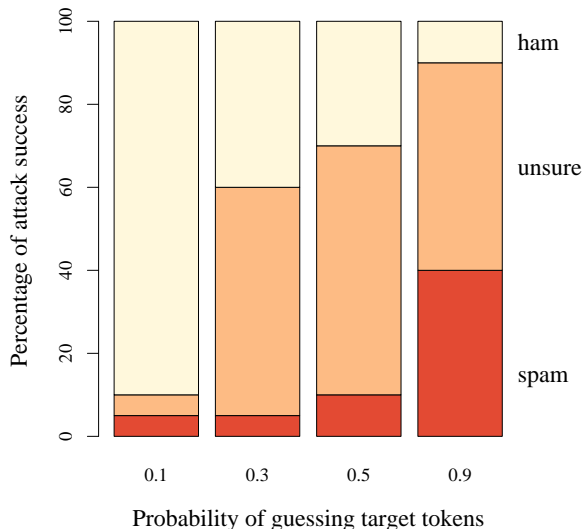 Percentage of attack success
100
80
60
40
20
0
ham
unsure
spam
0.1 0.3 0.5 0.9
Probability of guessing target tokens